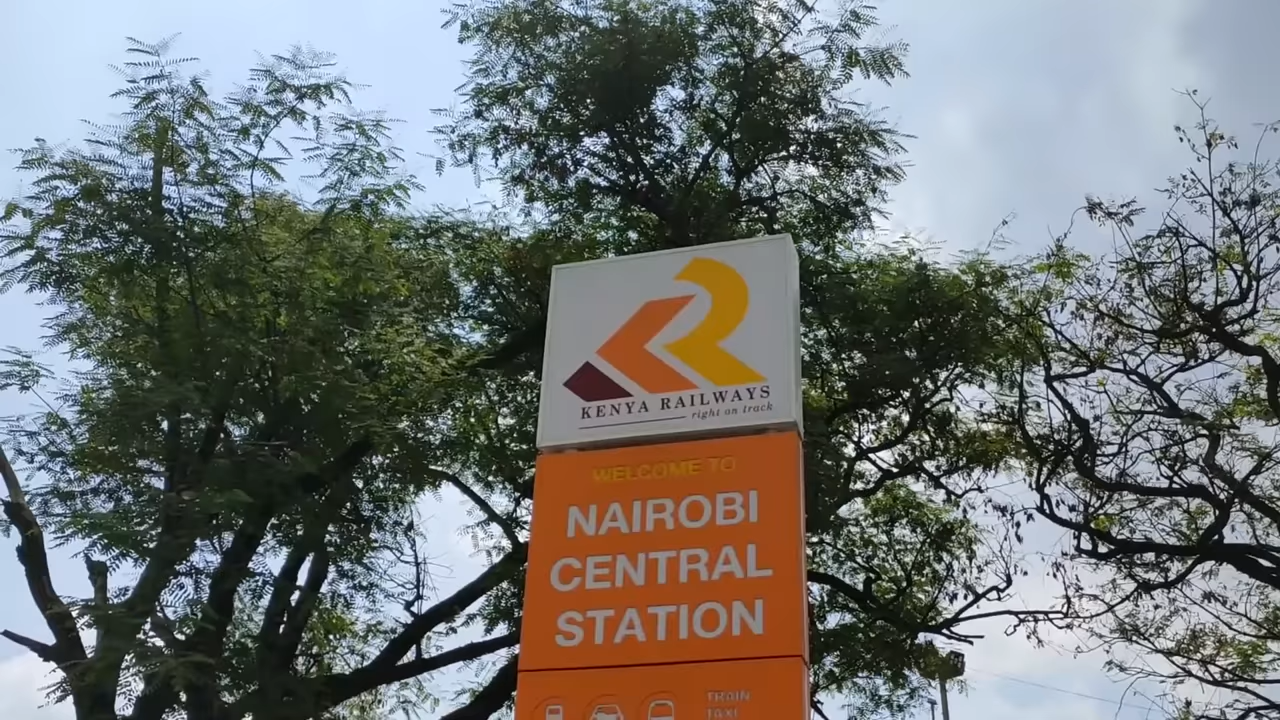 KENYA RAILWAYS
right on track
WELCOME TO
NAIROBI
CENTRAL
STATION
TRAIN
TAXI